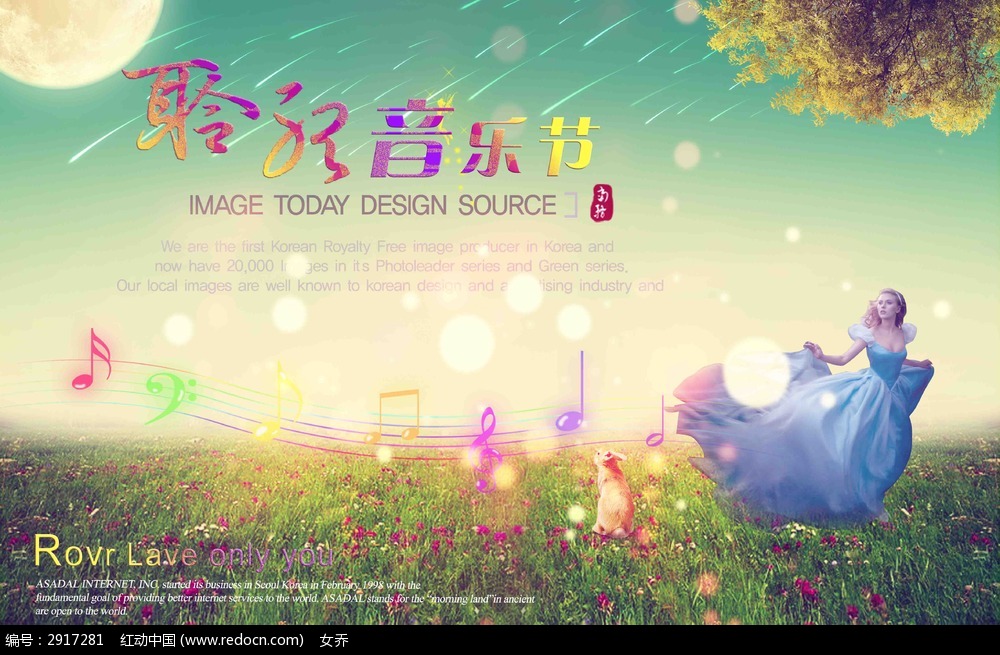 聆听音乐节
IMAGE TODAY DESIGN SOURCE
We are the first Korean Royalty Free image producer in Korea and
now have 20,000 Images in it's Photoleader series and Green series,
Our local images are well known to korean design and advertising industry and
Rovr Lave only you
ASADAL INTERNET, INC, started its business in Seoul Korea in February 1998 with the
fundamental goal of providing better internet services to the world. ASADAL stands for the "morning land"in ancient
are open to the world.
编号：2917281 红动中国 (www.redocn.com) 女乔